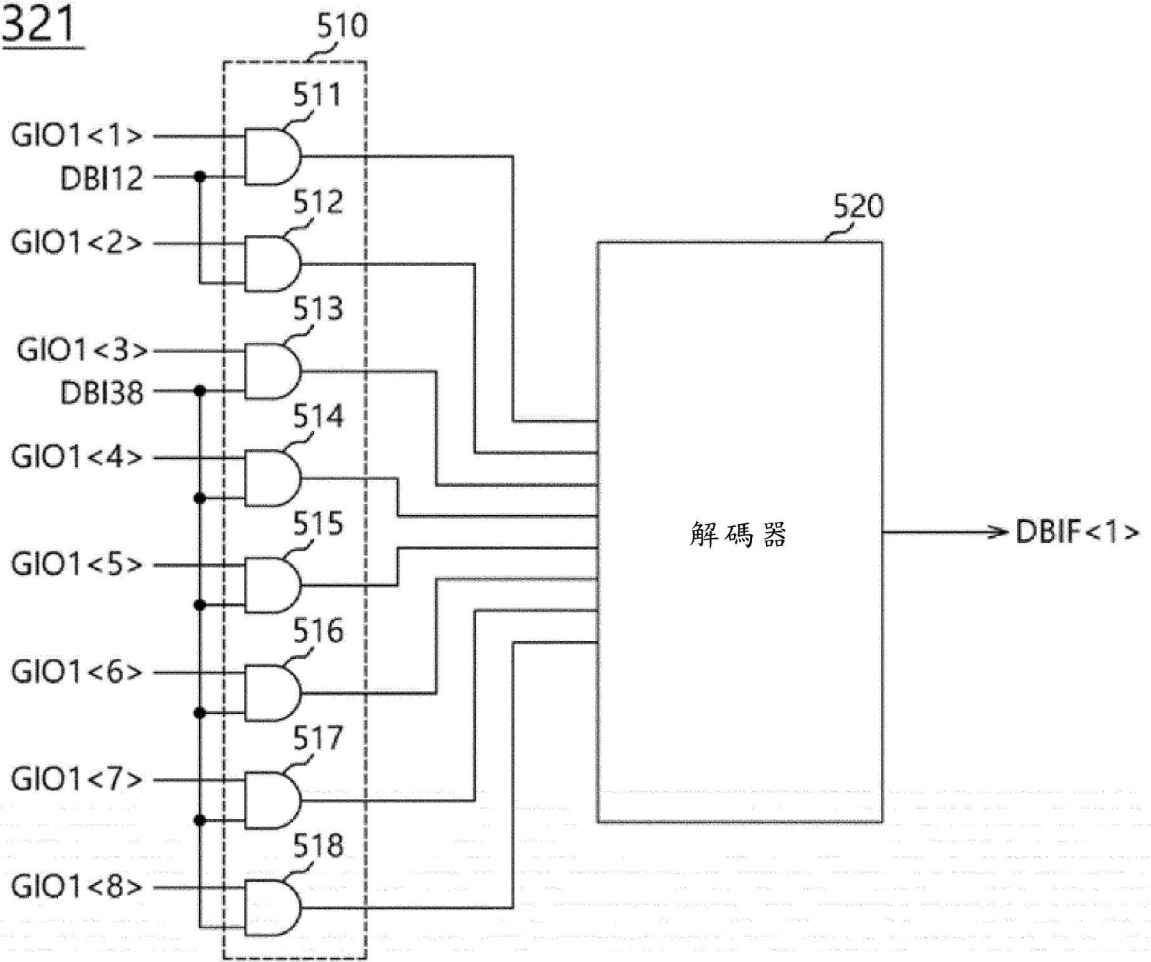 321
510
511
GIO1<1>
DBI12
512
GIO1<2>
513
GIO1<3>
DBI38
514
GIO1<4>
515
GIO1<5>
516
GIO1<6>
517
GIO1<7>
518
GIO1<8>
520
解碼器
DBIF<1>